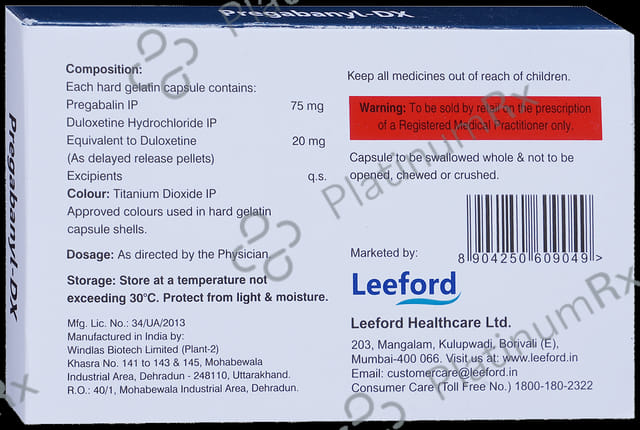 Pregabanyl-DX
Pregabanyl-DX
Composition:
Each hard gelatin capsule contains:
Pregabalin IP 75 mg
Duloxetine Hydrochloride IP
Equivalent to Duloxetine 20 mg
(As delayed release pellets)
Excipients q.s.
Colour: Titanium Dioxide IP
Approved colours used in hard gelatin
capsule shells.
Dosage: As directed by the Physician.
Storage: Store at a temperature not
exceeding 30°C. Protect from light & moisture.
Mfg. Lic. No.: 34/UA/2013
Manufactured in India by:
Windlas Biotech Limited (Plant-2)
Khasra No. 141 to 143 & 145, Mohabewala
Industrial Area, Dehradun - 248110, Uttarakhand.
R.O.: 40/1, Mohabewala Industrial Area, Dehradun.
Keep all medicines out of reach of children.
Warning: To be sold by retail on the prescription
of a Registered Medical Practitioner only.
Capsule to be swallowed whole & not to be
opened, chewed or crushed.
8 904250 609049 >
Marketed by:
Leeford
Leeford Healthcare Ltd.
203, Mangalam, Kulupwadi, Borivali (E),
Mumbai-400 066. Visit us at: www.leeford.in
Email: customercare@leeford.in
Consumer Care (Toll Free No.) 1800-180-2322
PlatinumRx
PlatinumRx
PlatinumRx
Rx